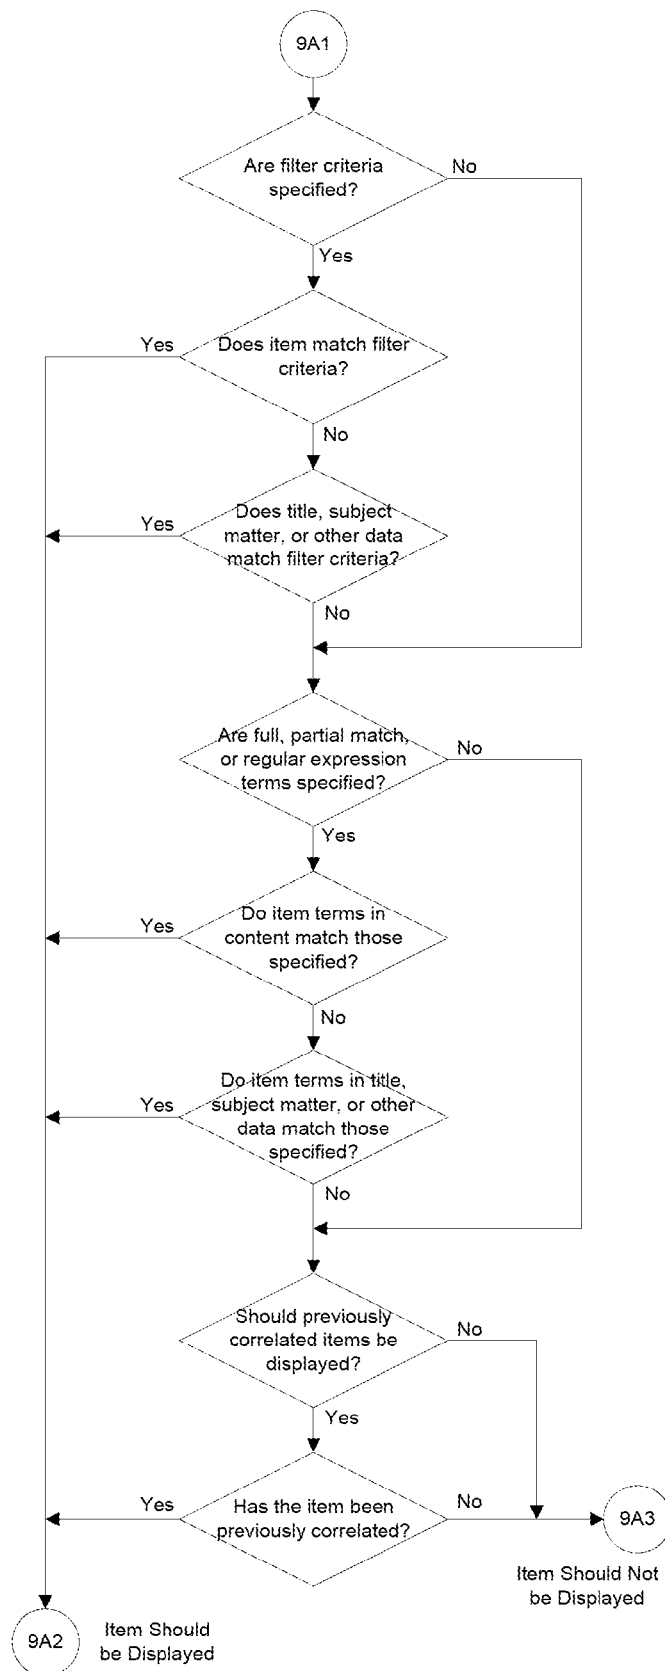 9A1
Are filter criteria
specified?
No
Yes
Yes
Does item match filter
criteria?
No
Yes
Does title, subject
matter, or other data
match filter criteria?
No
Are full, partial match,
or regular expression
terms specified?
No
Yes
Yes
Do item terms in
content match those
specified?
No
Yes
Do item terms in title,
subject matter, or other
data match those
specified?
No
Should previously
correlated items be
displayed?
No
Yes
Yes
Has the item been
previously correlated?
No
9A3
Item Should Not
be Displayed
9A2
Item Should
be Displayed